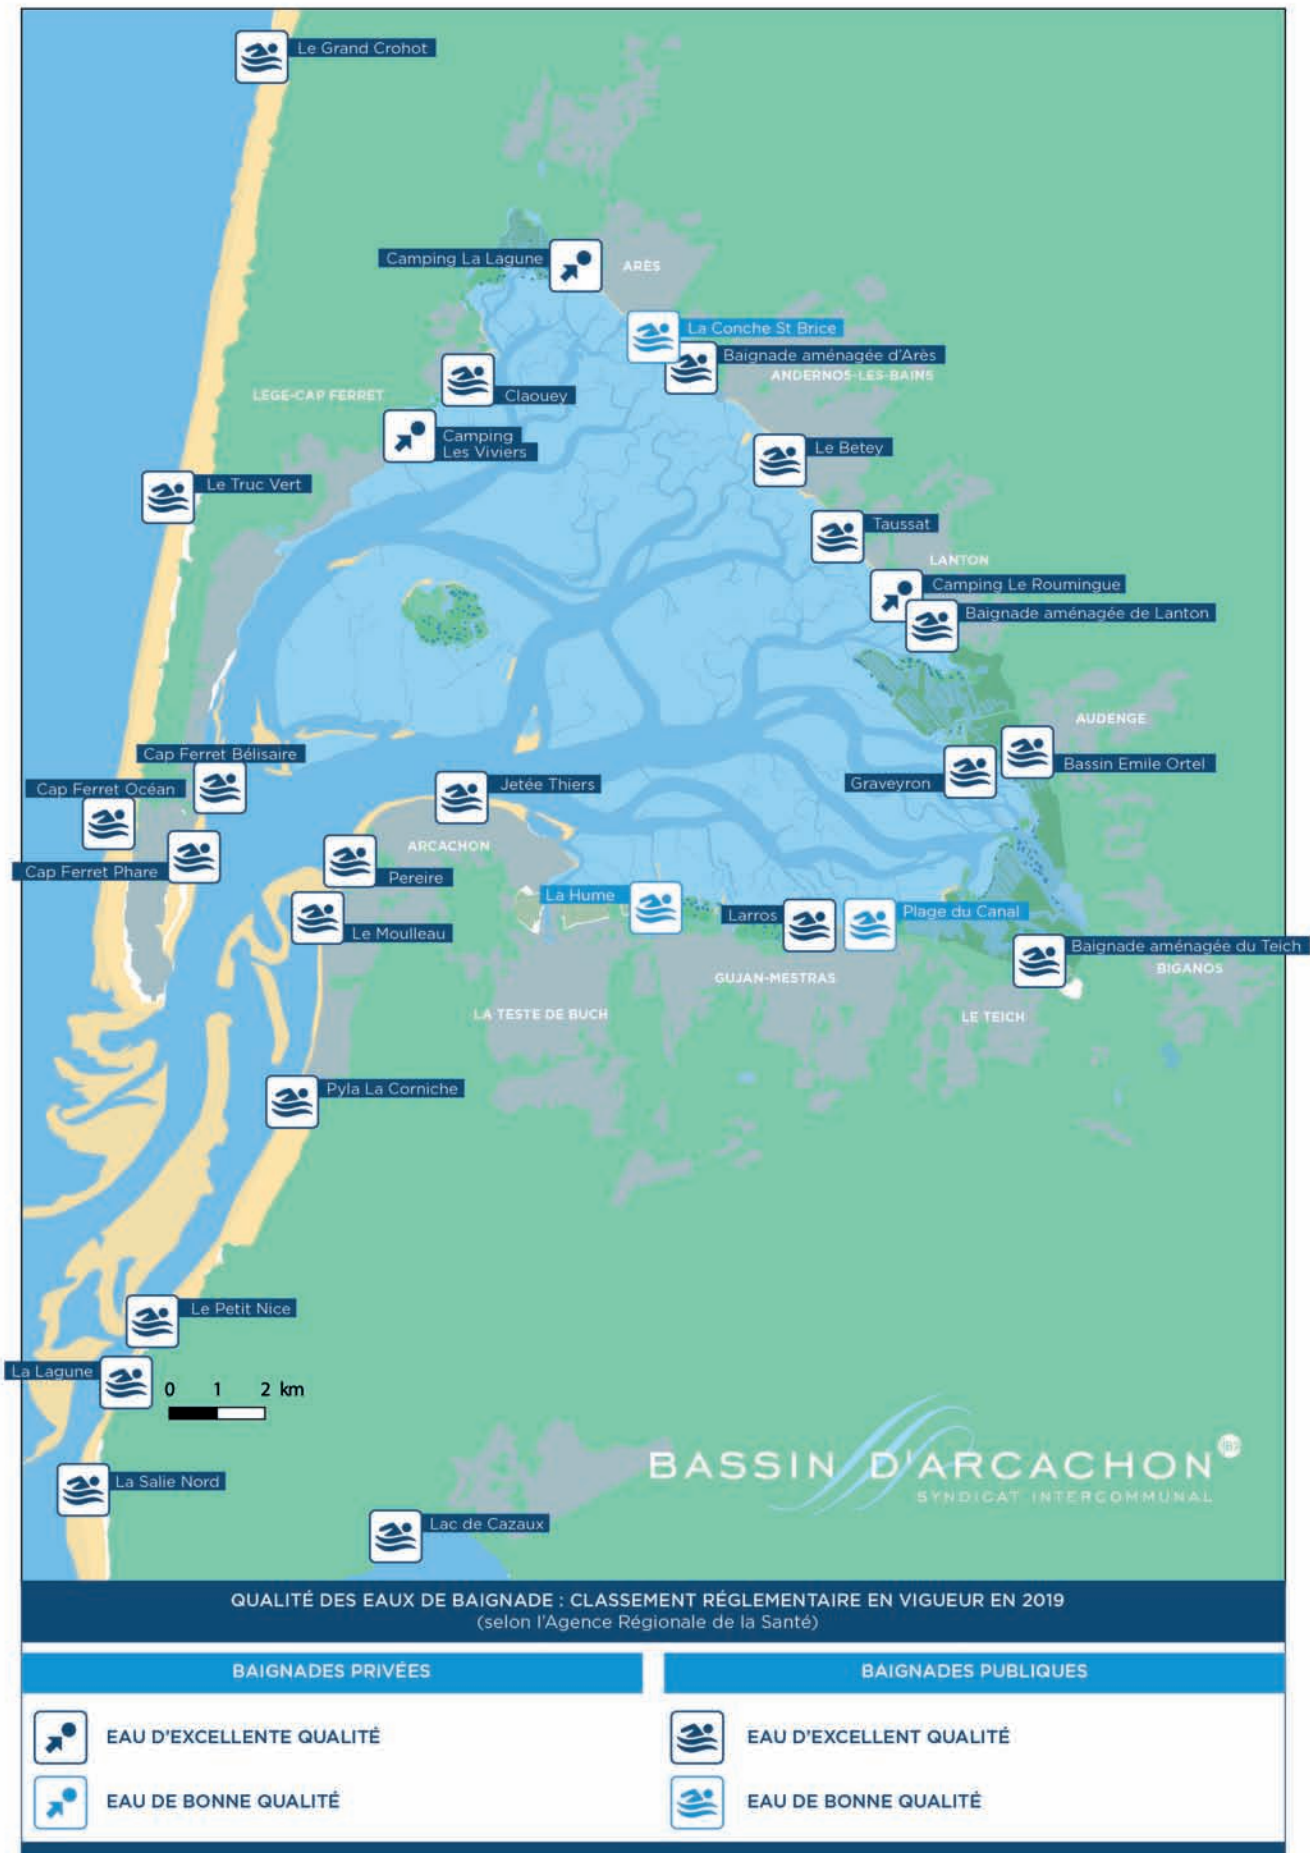 Le Grand Crohot
Camping La Lagune
ARÈS
La Conche St Brice
Baignade aménagée d'Arès
ANDERNOS-LES-BAINS
LÈGE-CAP FERRET
Claouey
Camping
Les Viviers
Le Betey
Le Truc Vert
Taussat
LANTON
Camping Le Roumingue
Baignade aménagée de Lanton
AUDENGE
Cap Ferret Bélisaire
Bassin Emile Ortel
Graveyron
Jetée Thiers
Cap Ferret Océan
ARCACHON
Cap Ferret Phare
Pereire
La Hume
Larros
Plage du Canal
Le Moulleau
Baignade aménagée du Teich
BIGANOS
GUJAN-MESTRAS
LA TESTE DE BUCH
LE TEICH
Pyla La Corniche
Le Petit Nice
La Lagune
0 1 2 km
BASSIN D'ARCACHON
SYNDICAT INTERCOMMUNAL
La Salie Nord
Lac de Cazaux
QUALITÉ DES EAUX DE BAIGNADE : CLASSEMENT RÉGLEMENTAIRE EN VIGUEUR EN 2019
(selon l'Agence Régionale de la Santé)
BAIGNADES PRIVÉES
BAIGNADES PUBLIQUES
EAU D'EXCELLENTE QUALITÉ
EAU D'EXCELLENT QUALITÉ
EAU DE BONNE QUALITÉ
EAU DE BONNE QUALITÉ